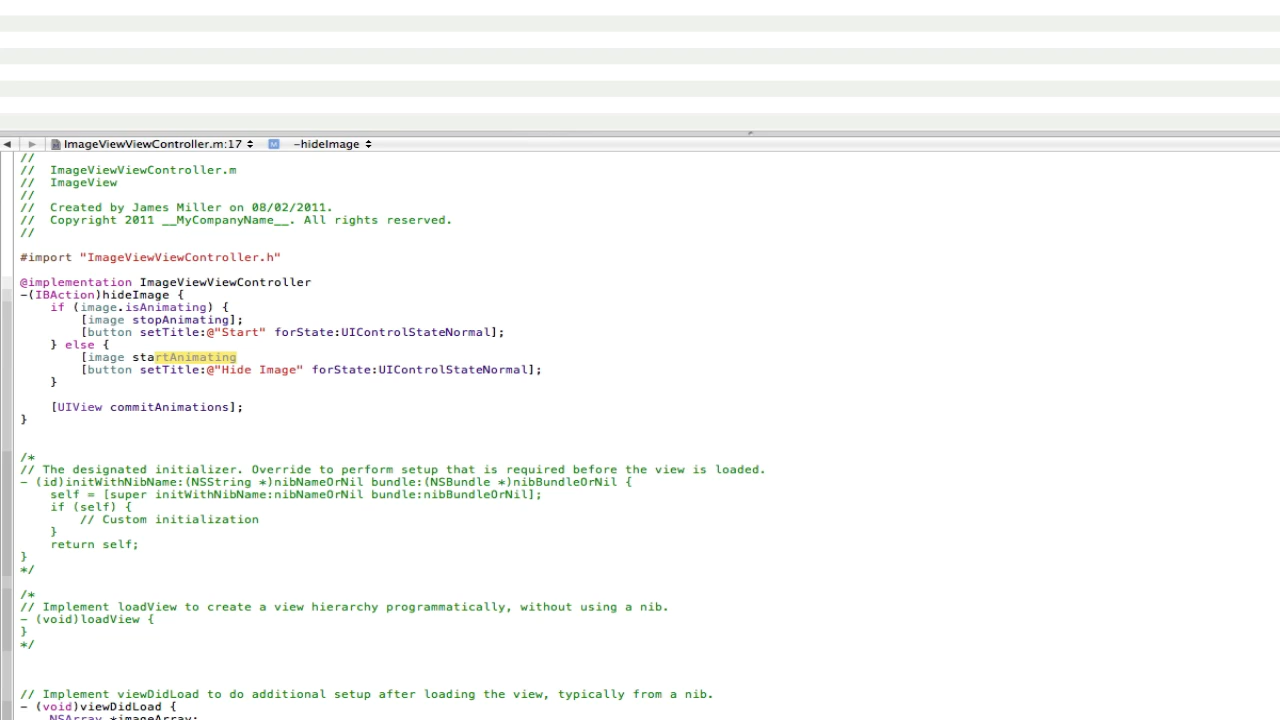 ImageViewViewController.m:17 M -hideImage
//
// ImageViewViewController.m
// ImageView
//
// Created by James Miller on 08/02/2011.
// Copyright 2011 __MyCompanyName__. All rights reserved.
//
#import "ImageViewViewController.h"
@implementation ImageViewViewController
-(IBAction)hideImage {
if (image.isAnimating) {
[image stopAnimating];
[button setTitle:@"Start" forState:UIControlStateNormal];
} else {
[image startAnimating
[button setTitle:@"Hide Image" forState:UIControlStateNormal];
}
[UIView commitAnimations];
}
/*
// The designated initializer. Override to perform setup that is required before the view is loaded.
- (id)initWithNibName:(NSString *)nibNameOrNil bundle:(NSBundle *)nibBundleOrNil {
self = [super initWithNibName:nibNameOrNil bundle:nibBundleOrNil];
if (self) {
// Custom initialization
}
return self;
}
*/
/*
// Implement loadView to create a view hierarchy programmatically, without using a nib.
- (void)loadView {
}
*/
// Implement viewDidLoad to do additional setup after loading the view, typically from a nib.
- (void)viewDidLoad {
NSArray *imageArray;